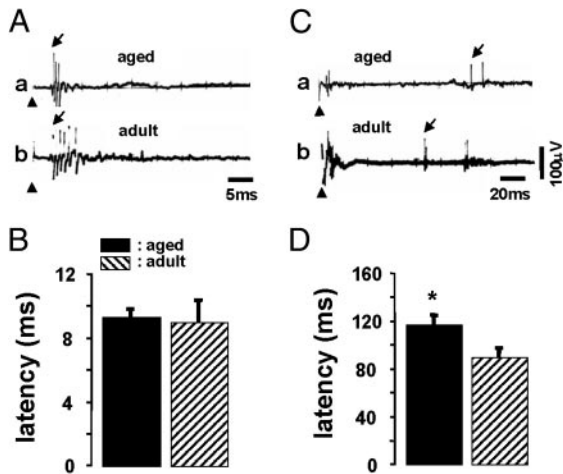 A
C
aged
a
adult
b
5ms
aged
a
adult
b
20ms
100μV
B
: aged
: adult
latency (ms)
12
8
4
0
D
latency (ms)
160
120
80
40
0
*